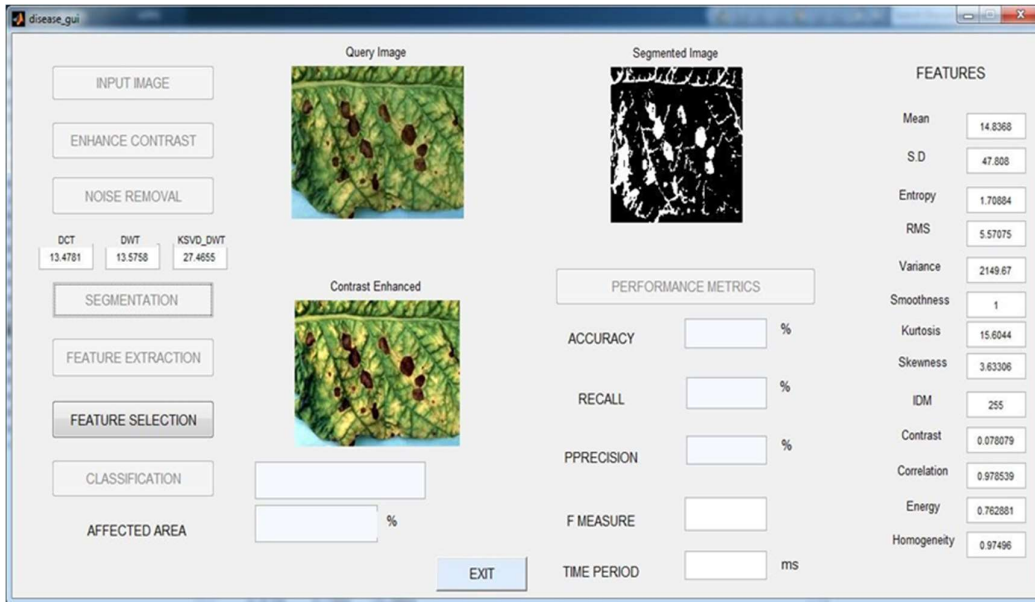 disease_gui
INPUT IMAGE
ENHANCE CONTRAST
NOISE REMOVAL
DCT DWT KSVD_DWT
13.4781 13.5758 27.4655
SEGMENTATION
FEATURE EXTRACTION
FEATURE SELECTION
CLASSIFICATION
AFFECTED AREA %
Query Image
Contrast Enhanced
EXIT
Segmented Image
PERFORMANCE METRICS
ACCURACY %
RECALL %
PPRECISION %
F MEASURE
TIME PERIOD ms
FEATURES
Mean 14.8368
S.D 47.808
Entropy 1.70884
RMS 5.57075
Variance 2149.67
Smoothness 1
Kurtosis 15.6044
Skewness 3.63306
IDM 255
Contrast 0.078079
Correlation 0.978539
Energy 0.762881
Homogeneity 0.97496